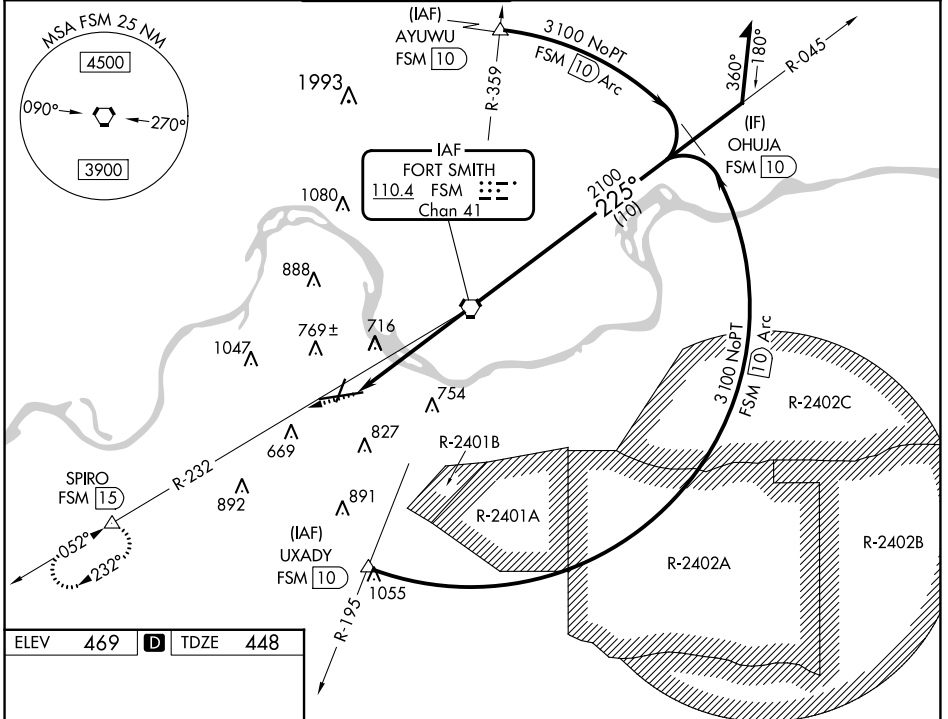 MSA FSM 25 NM
4500
090°
270°
3900
(IAF)
AYUWU
FSM 10
3100 NoPT
FSM 10 Arc
R-359
360°
180°
R-045
1993
IAF
FORT SMITH
110.4 FSM
Chan 41
(IF)
OHUJA
FSM 10
2100
225°
(10)
1080
888
769±
716
1047
754
3100 NoPT
FSM 10 Arc
R-2402C
669
827
R-2401B
R-232
SPIRO
FSM 15
892
891
R-2401A
R-2402B
052°
232°
(IAF)
UXADY
FSM 10
1055
R-2402A
R-195
ELEV 469 D TDZE 448